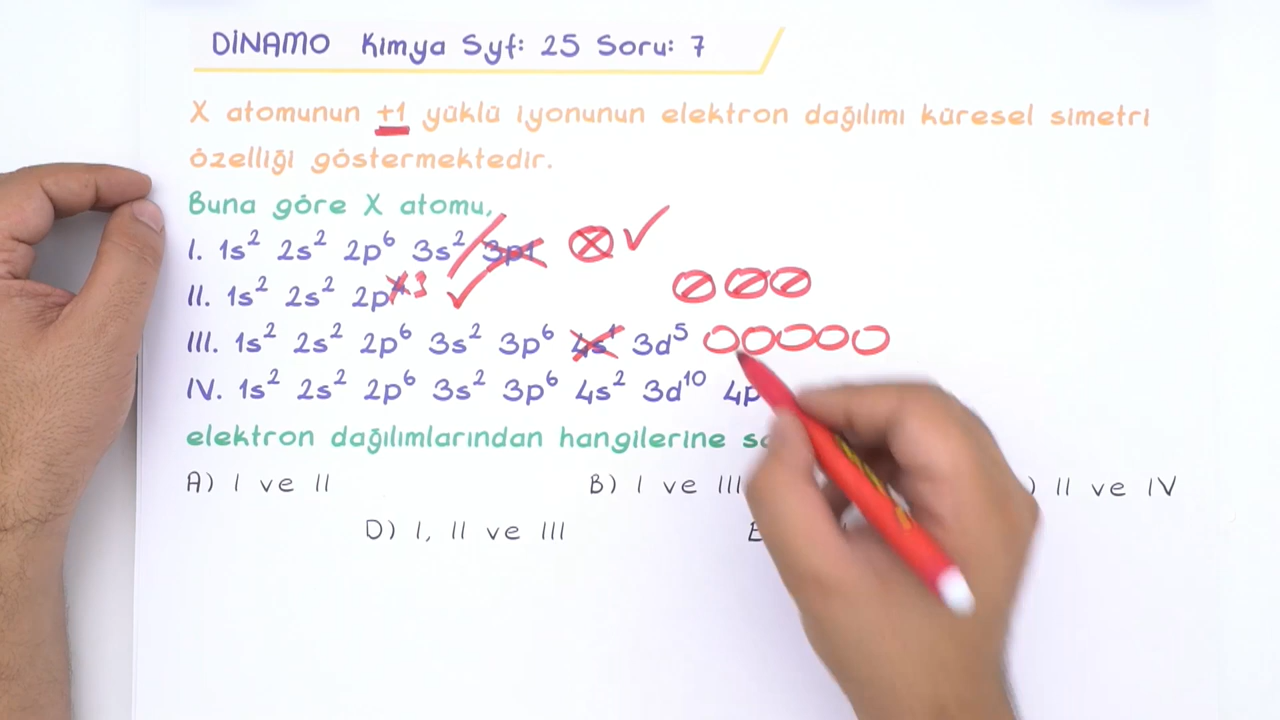 DİNAMO Kimya Syf: 25 Soru: 7
X atomunun +1 yüklü iyonunun elektron dağılımı küresel simetri
özelliği göstermektedir.
Buna göre X atomu,
I. 1s² 2s² 2p⁶ 3s² 3p1
II. 1s² 2s² 2p⁴ 3
III. 1s² 2s² 2p⁶ 3s² 3p⁶ 4s¹ 3d⁵
IV. 1s² 2s² 2p⁶ 3s² 3p⁶ 4s² 3d¹⁰ 4p
elektron dağılımlarından hangilerine
A) I ve II
B) I ve III
) II ve IV
D) I, II ve III
E